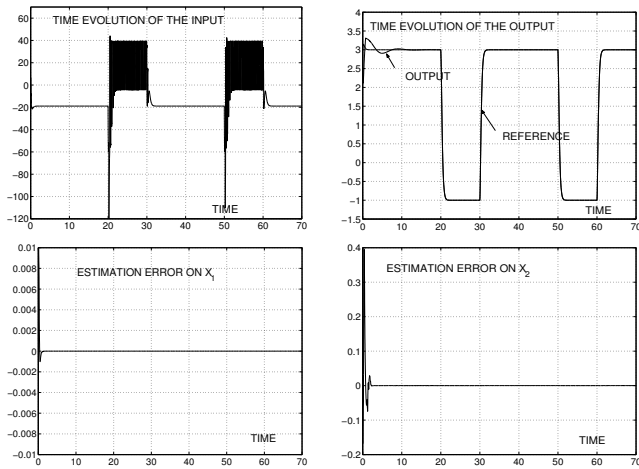 TIME EVOLUTION OF THE INPUT
60
40
20
0
−20
−40
−60
−80
−100
−120
TIME
0 10 20 30 40 50 60 70
TIME EVOLUTION OF THE OUTPUT
4
3.5
3
2.5
2
1.5
1
0.5
0
−0.5
−1
−1.5
OUTPUT
REFERENCE
TIME
0 10 20 30 40 50 60 70
ESTIMATION ERROR ON X1
0.01
0.008
0.006
0.004
0.002
0
−0.002
−0.004
−0.006
−0.008
−0.01
TIME
0 10 20 30 40 50 60 70
ESTIMATION ERROR ON X2
0.4
0.3
0.2
0.1
0
−0.1
−0.2
TIME
0 10 20 30 40 50 60 70